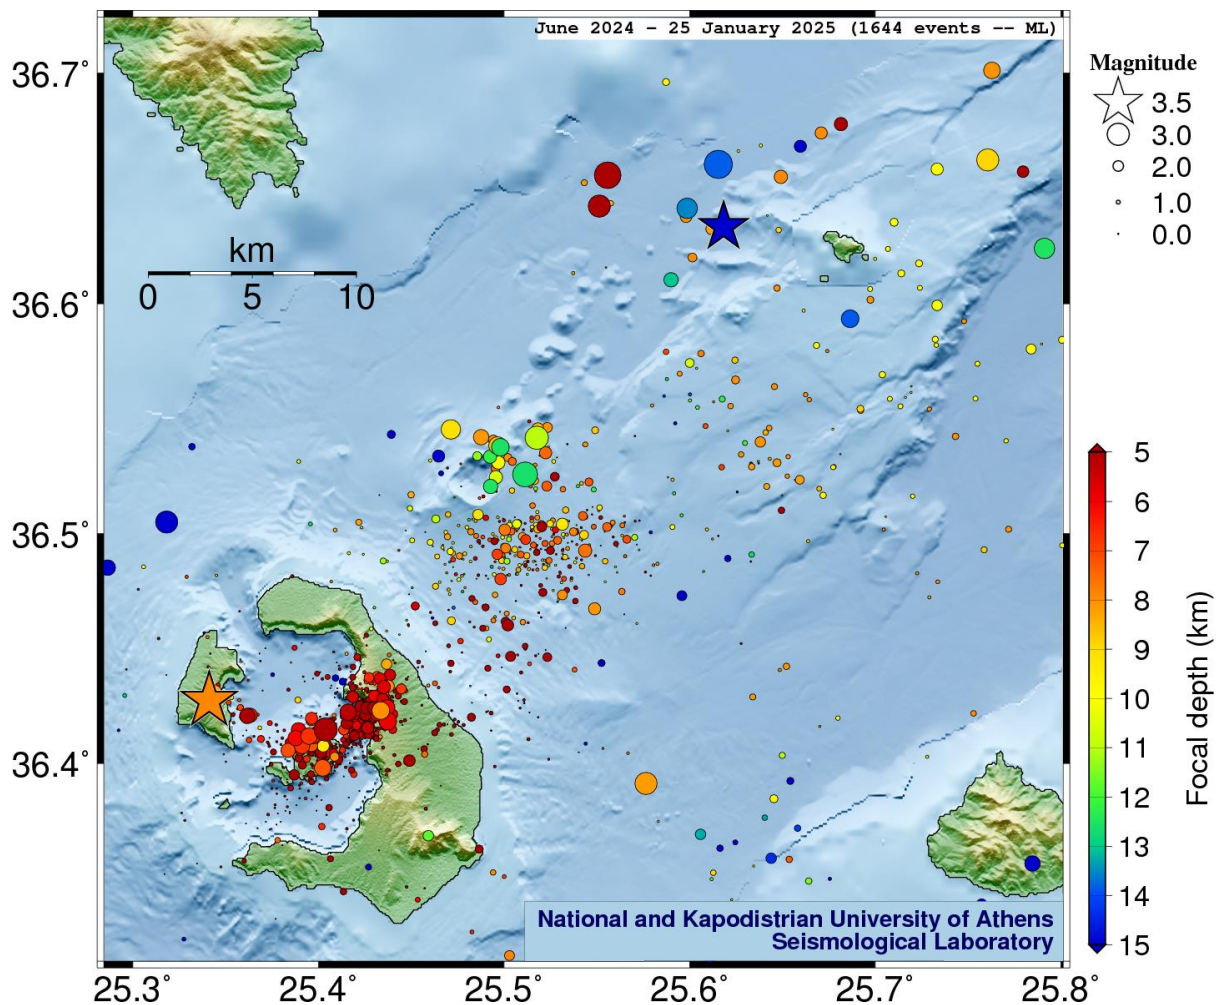 June 2024 – 25 January 2025 (1644 events –– ML)
36.7°
36.6°
36.5°
36.4°
km
0 5 10
25.3 25.4 25.5 25.6 25.7 25.8°
National and Kapodistrian University of Athens
Seismological Laboratory
Magnitude
3.5
3.0
2.0
1.0
0.0
5
6
7
8
9
10
11
12
13
14
15
Focal depth (km)